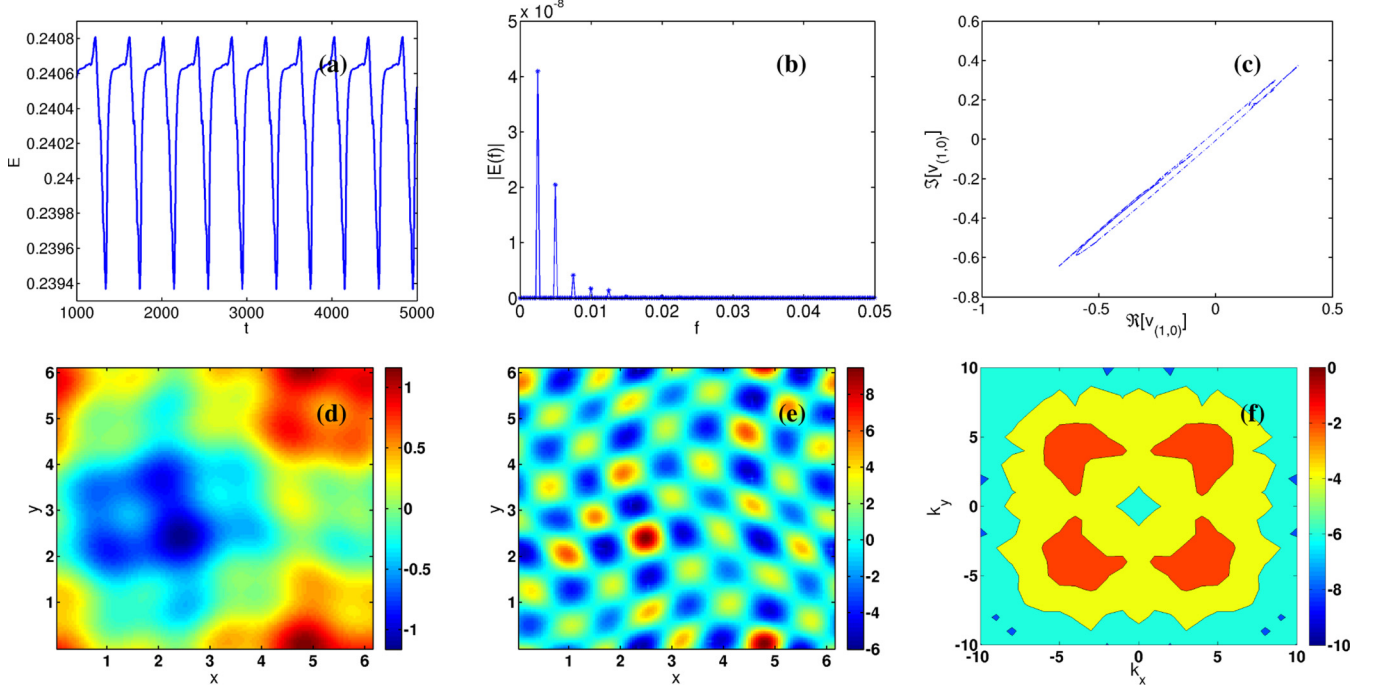 (a)
E
0.2408
0.2406
0.2404
0.2402
0.24
0.2398
0.2396
0.2394
1000 2000 3000 4000 5000
t
5 x 10⁻⁸
(b)
|E(f)|
4
3
2
1
0
0 0.01 0.02 0.03 0.04 0.05
f
(c)
ℑ[v(1,0)]
0.6
0.4
0.2
0
-0.2
-0.4
-0.6
-0.8
-1 -0.5 0 0.5
ℜ[v(1,0)]
(d)
y
6
5
4
3
2
1
1 2 3 4 5 6
x
1
0.5
0
-0.5
-1
(e)
y
6
5
4
3
2
1
1 2 3 4 5 6
x
8
6
4
2
0
-2
-4
-6
(f)
k_y
10
5
0
-5
-10
-10 -5 0 5 10
k_x
0
-2
-4
-6
-8
-10